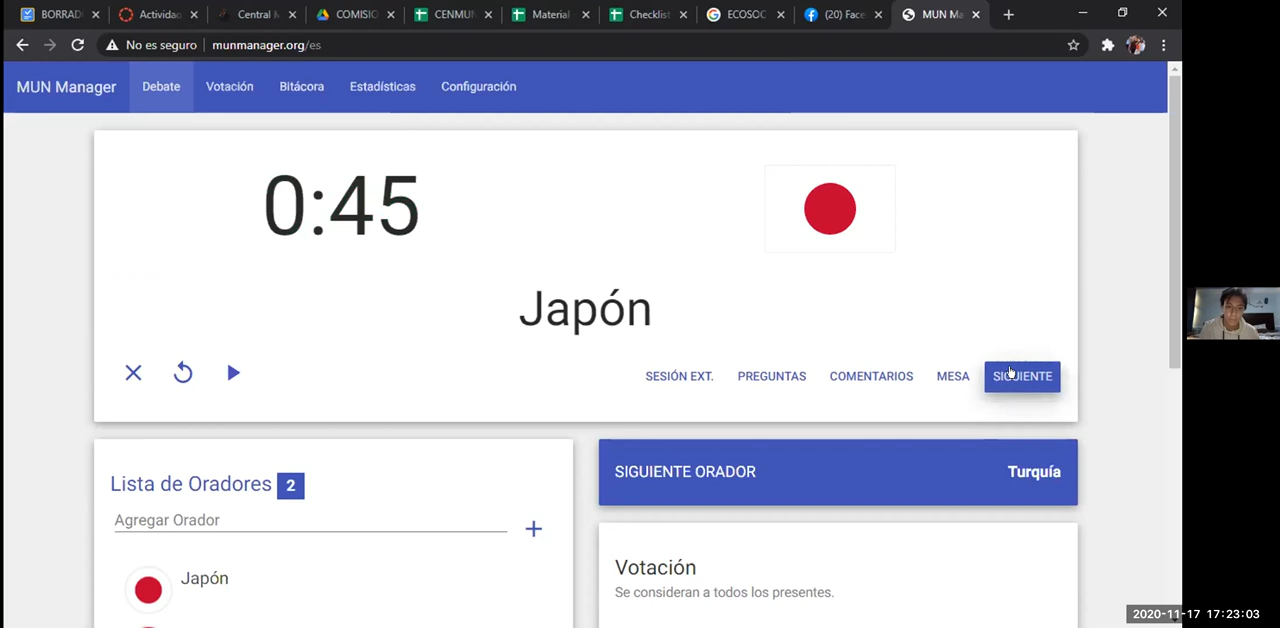 BORRAD
Actividad
Central M
COMISIO
CENMUN
Material
Checklist
ECOSOC
(20) Face
MUN Ma
No es seguro munmanager.org/es
MUN Manager Debate Votación Bitácora Estadísticas Configuración
0:45
Japón
SESIÓN EXT. PREGUNTAS COMENTARIOS MESA SIGUIENTE
Lista de Oradores 2
Agregar Orador
Japón
SIGUIENTE ORADOR Turquía
Votación
Se consideran a todos los presentes.
2020-11-17 17:23:03